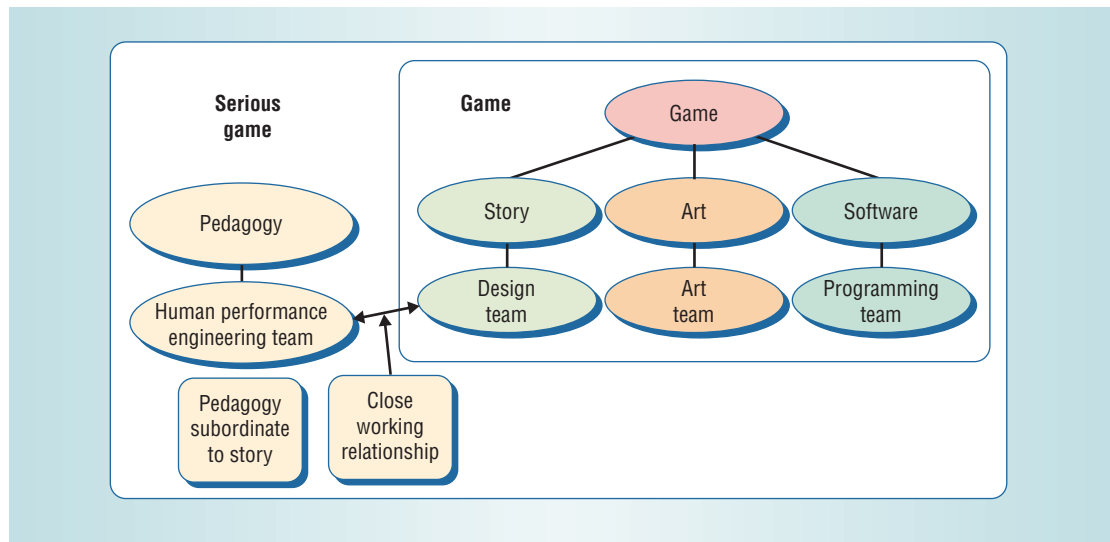 Serious
game
Game
Game
Pedagogy
Story
Art
Software
Human performance
engineering team
Design
team
Art
team
Programming
team
Pedagogy
subordinate
to story
Close
working
relationship